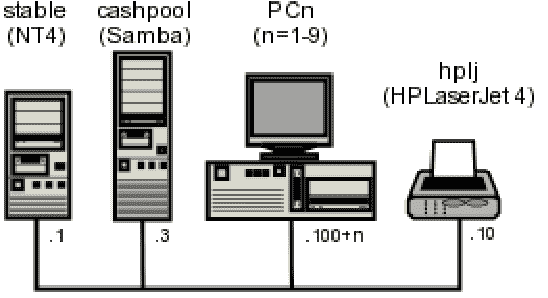 stable
(NT4)
cashpool
(Samba)
PCn
(n=1-9)
hplj
(HPLaserJet 4)
.1
.3
.100+n
.10